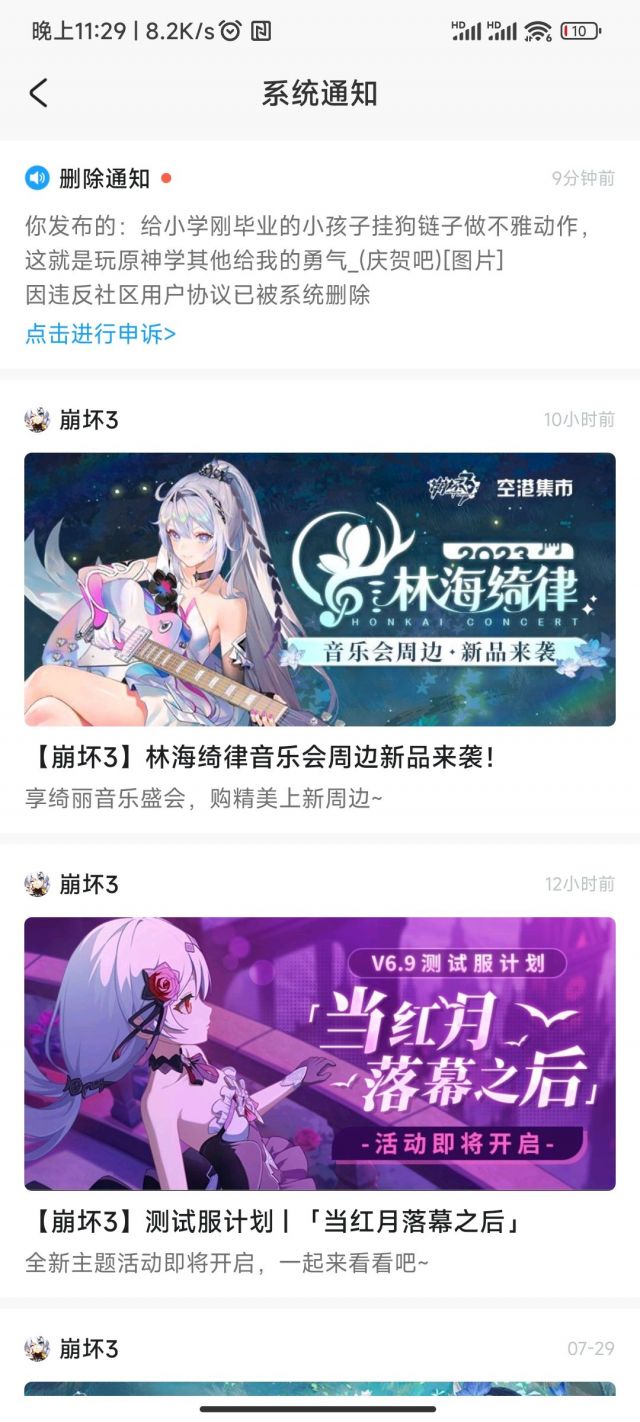 晚上11:29 | 8.2K/s
HD HD 6 10
系统通知
删除通知
9分钟前
你发布的：给小学刚毕业的小孩子挂狗链子做不雅动作，
这就是玩原神学其他给我的勇气_(庆贺吧)[图片]
因违反社区用户协议已被系统删除
点击进行申诉>
崩坏3
10小时前
崩坏3 空港集市
2023
林海绮律
HONKAI CONCERT
音乐会周边·新品来袭
【崩坏3】林海绮律音乐会周边新品来袭！
享绮丽音乐盛会，购精美上新周边~
崩坏3
12小时前
V6.9测试服计划
「当红月
落幕之后」
-活动即将开启-
【崩坏3】测试服计划丨「当红月落幕之后」
全新主题活动即将开启，一起来看看吧~
崩坏3
07-29